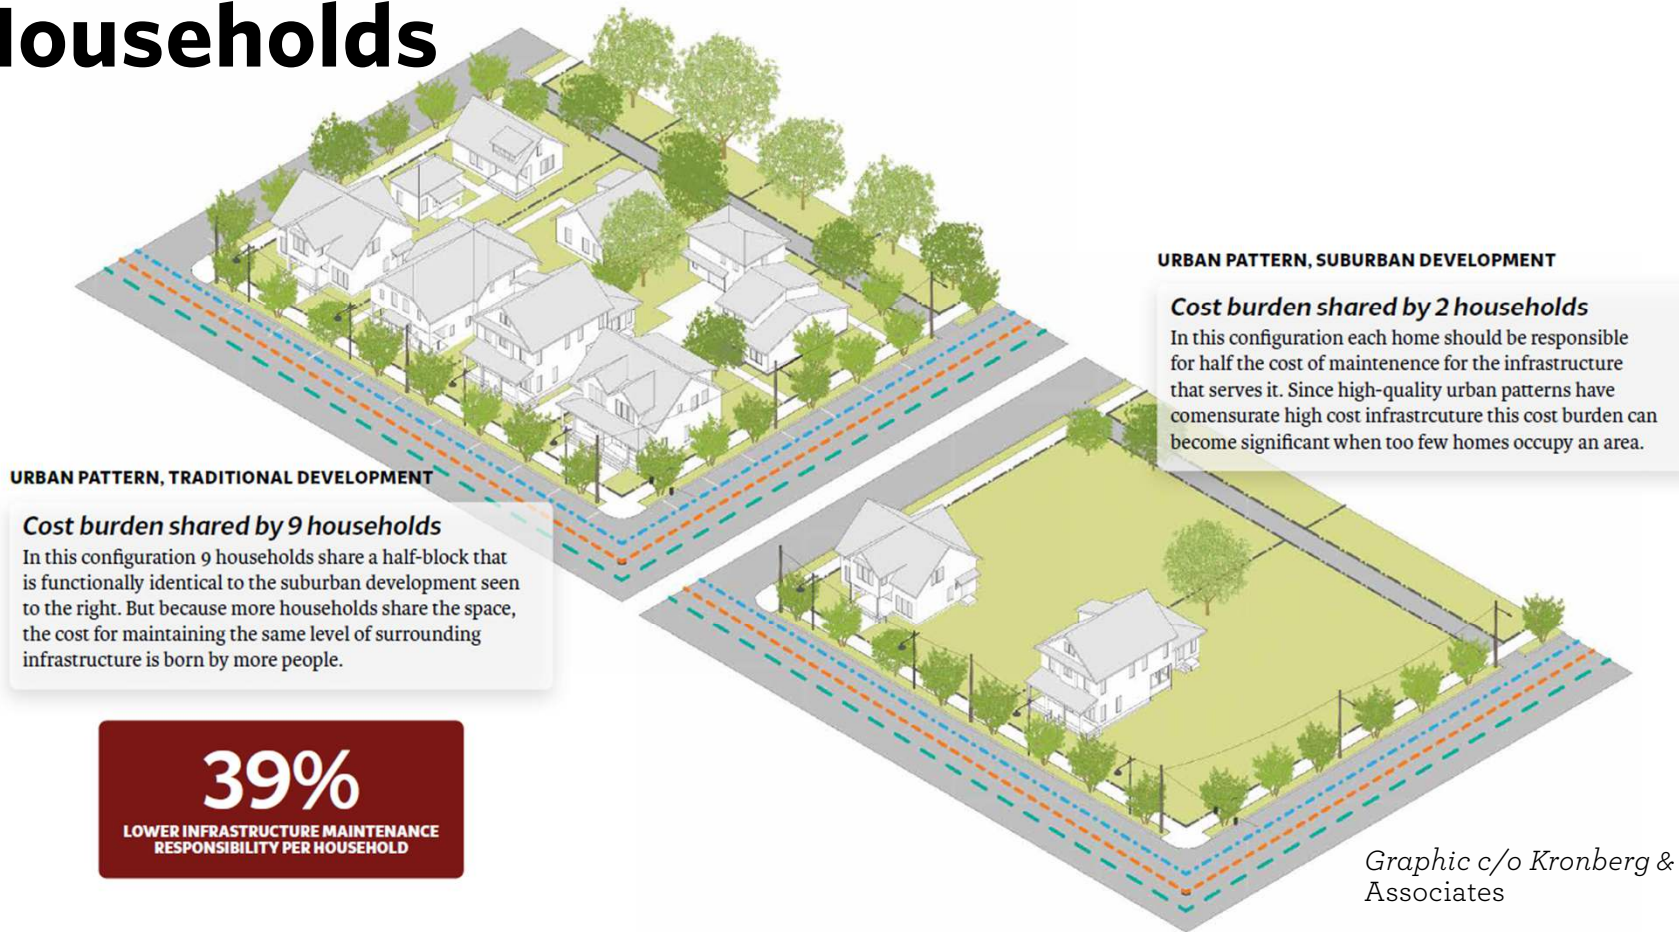 Households
URBAN PATTERN, SUBURBAN DEVELOPMENT
Cost burden shared by 2 households
In this configuration each home should be responsible
for half the cost of maintenence for the infrastructure
that serves it. Since high-quality urban patterns have
comensurate high cost infrastrcuture this cost burden can
become significant when too few homes occupy an area.
URBAN PATTERN, TRADITIONAL DEVELOPMENT
Cost burden shared by 9 households
In this configuration 9 households share a half-block that
is functionally identical to the suburban development seen
to the right. But because more households share the space,
the cost for maintaining the same level of surrounding
infrastructure is born by more people.
39%
LOWER INFRASTRUCTURE MAINTENANCE
RESPONSIBILITY PER HOUSEHOLD
Graphic c/o Kronberg &
Associates